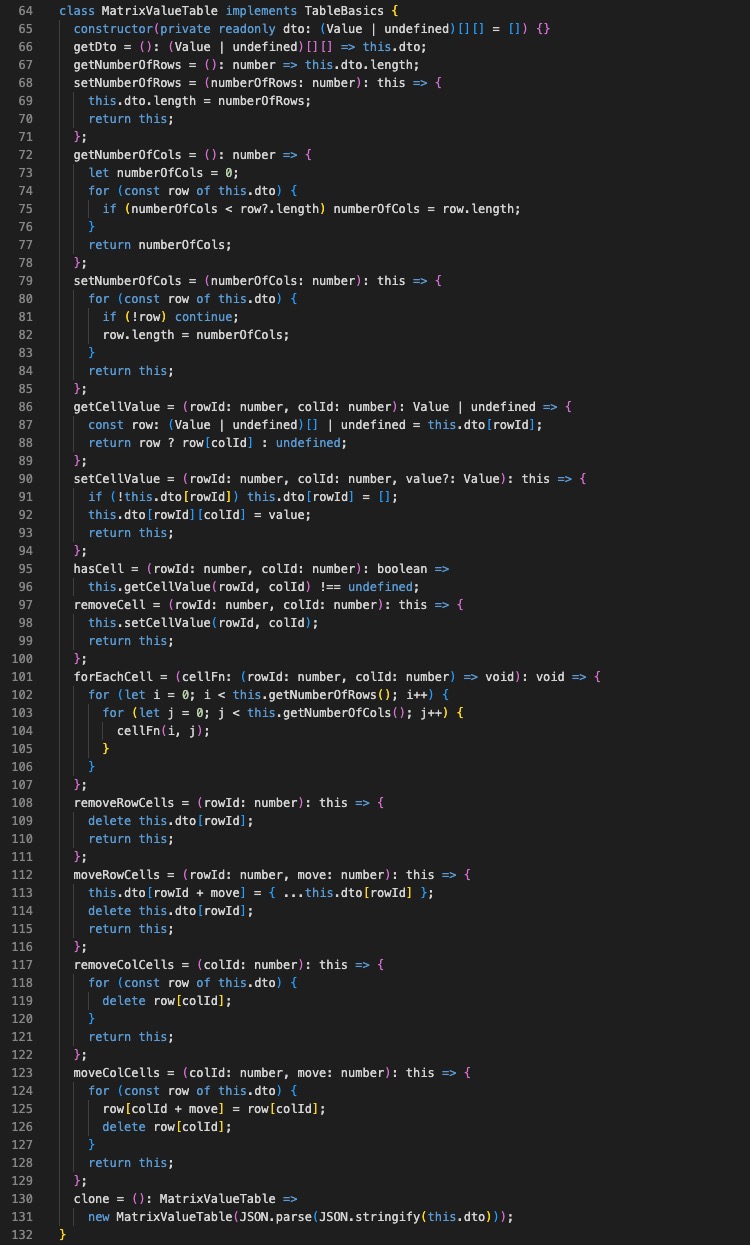 64 class MatrixValueTable implements TableBasics {
65   constructor(private readonly dto: (Value | undefined)[][] = []) {}
66   getDto = (): (Value | undefined)[][] => this.dto;
67   getNumberOfRows = (): number => this.dto.length;
68   setNumberOfRows = (numberOfRows: number): this => {
69     this.dto.length = numberOfRows;
70     return this;
71   };
72   getNumberOfCols = (): number => {
73     let numberOfCols = 0;
74     for (const row of this.dto) {
75       if (numberOfCols < row?.length) numberOfCols = row.length;
76     }
77     return numberOfCols;
78   };
79   setNumberOfCols = (numberOfCols: number): this => {
80     for (const row of this.dto) {
81       if (!row) continue;
82       row.length = numberOfCols;
83     }
84     return this;
85   };
86   getCellValue = (rowId: number, colId: number): Value | undefined => {
87     const row: (Value | undefined)[] | undefined = this.dto[rowId];
88     return row ? row[colId] : undefined;
89   };
90   setCellValue = (rowId: number, colId: number, value?: Value): this => {
91     if (!this.dto[rowId]) this.dto[rowId] = [];
92     this.dto[rowId][colId] = value;
93     return this;
94   };
95   hasCell = (rowId: number, colId: number): boolean =>
96     this.getCellValue(rowId, colId) !== undefined;
97   removeCell = (rowId: number, colId: number): this => {
98     this.setCellValue(rowId, colId);
99     return this;
100   };
101   forEachCell = (cellFn: (rowId: number, colId: number) => void): void => {
102     for (let i = 0; i < this.getNumberOfRows(); i++) {
103       for (let j = 0; j < this.getNumberOfCols(); j++) {
104         cellFn(i, j);
105       }
106     }
107   };
108   removeRowCells = (rowId: number): this => {
109     delete this.dto[rowId];
110     return this;
111   };
112   moveRowCells = (rowId: number, move: number): this => {
113     this.dto[rowId + move] = { ...this.dto[rowId] };
114     delete this.dto[rowId];
115     return this;
116   };
117   removeColCells = (colId: number): this => {
118     for (const row of this.dto) {
119       delete row[colId];
120     }
121     return this;
122   };
123   moveColCells = (colId: number, move: number): this => {
124     for (const row of this.dto) {
125       row[colId + move] = row[colId];
126       delete row[colId];
127     }
128     return this;
129   };
130   clone = (): MatrixValueTable =>
131     new MatrixValueTable(JSON.parse(JSON.stringify(this.dto)));
132 }